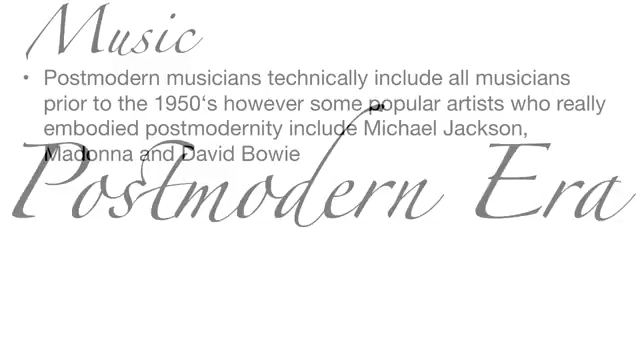 Music
• Postmodern musicians technically include all musicians
prior to the 1950‘s however some popular artists who really
embodied postmodernity include Michael Jackson,
Madonna and David Bowie
Postmodern Era